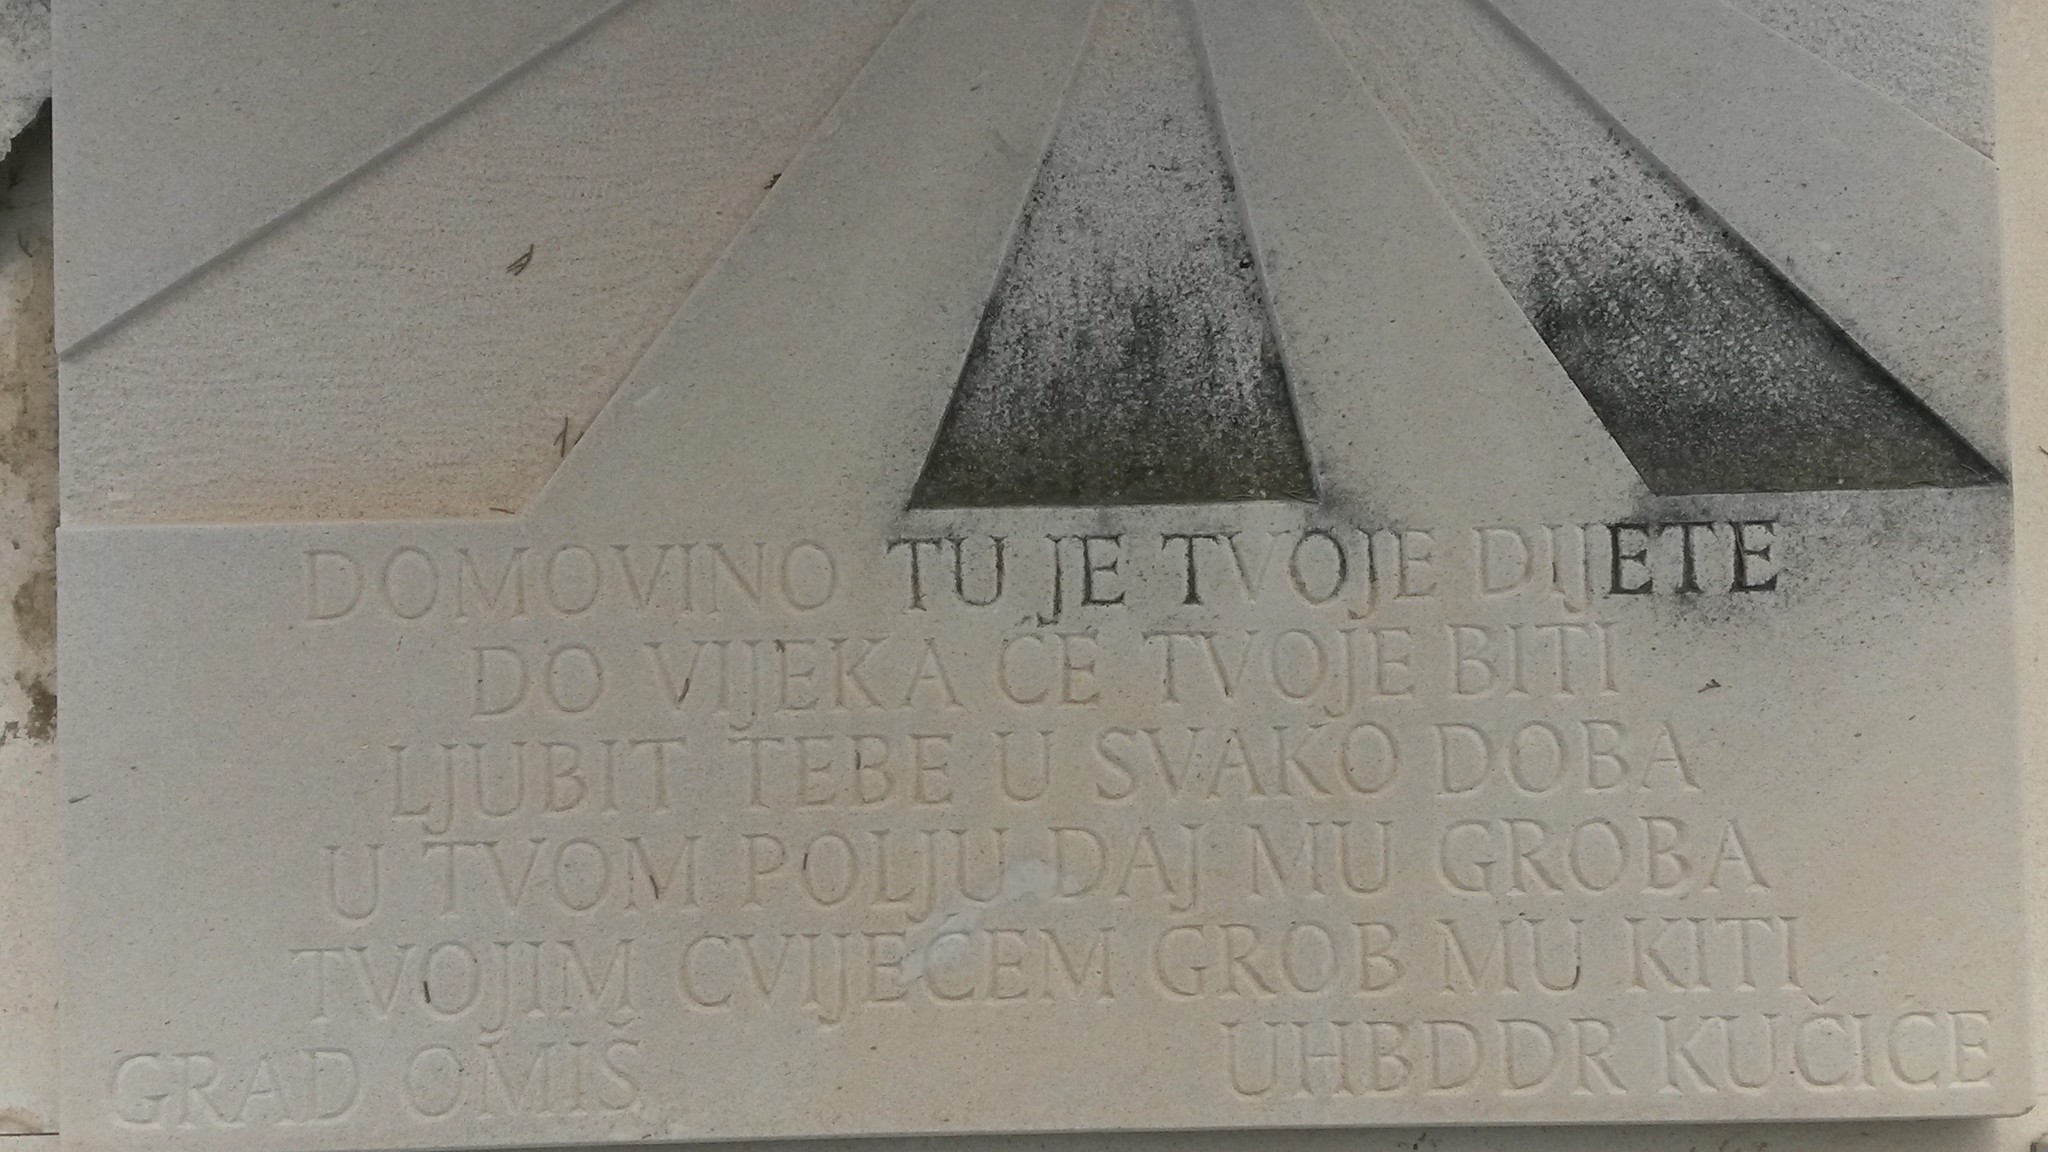 DOMOVINO TU JE TVOJE DIJETE
DO VIJEKA ĆE TVOJE BITI
LJUBIT TEBE U SVAKO DOBA
U TVOM POLJU DAJ MU GROBA
TVOJIM CVIJEĆEM GROB MU KITI
GRAD OMIŠ UHBDDR KUČIĆE